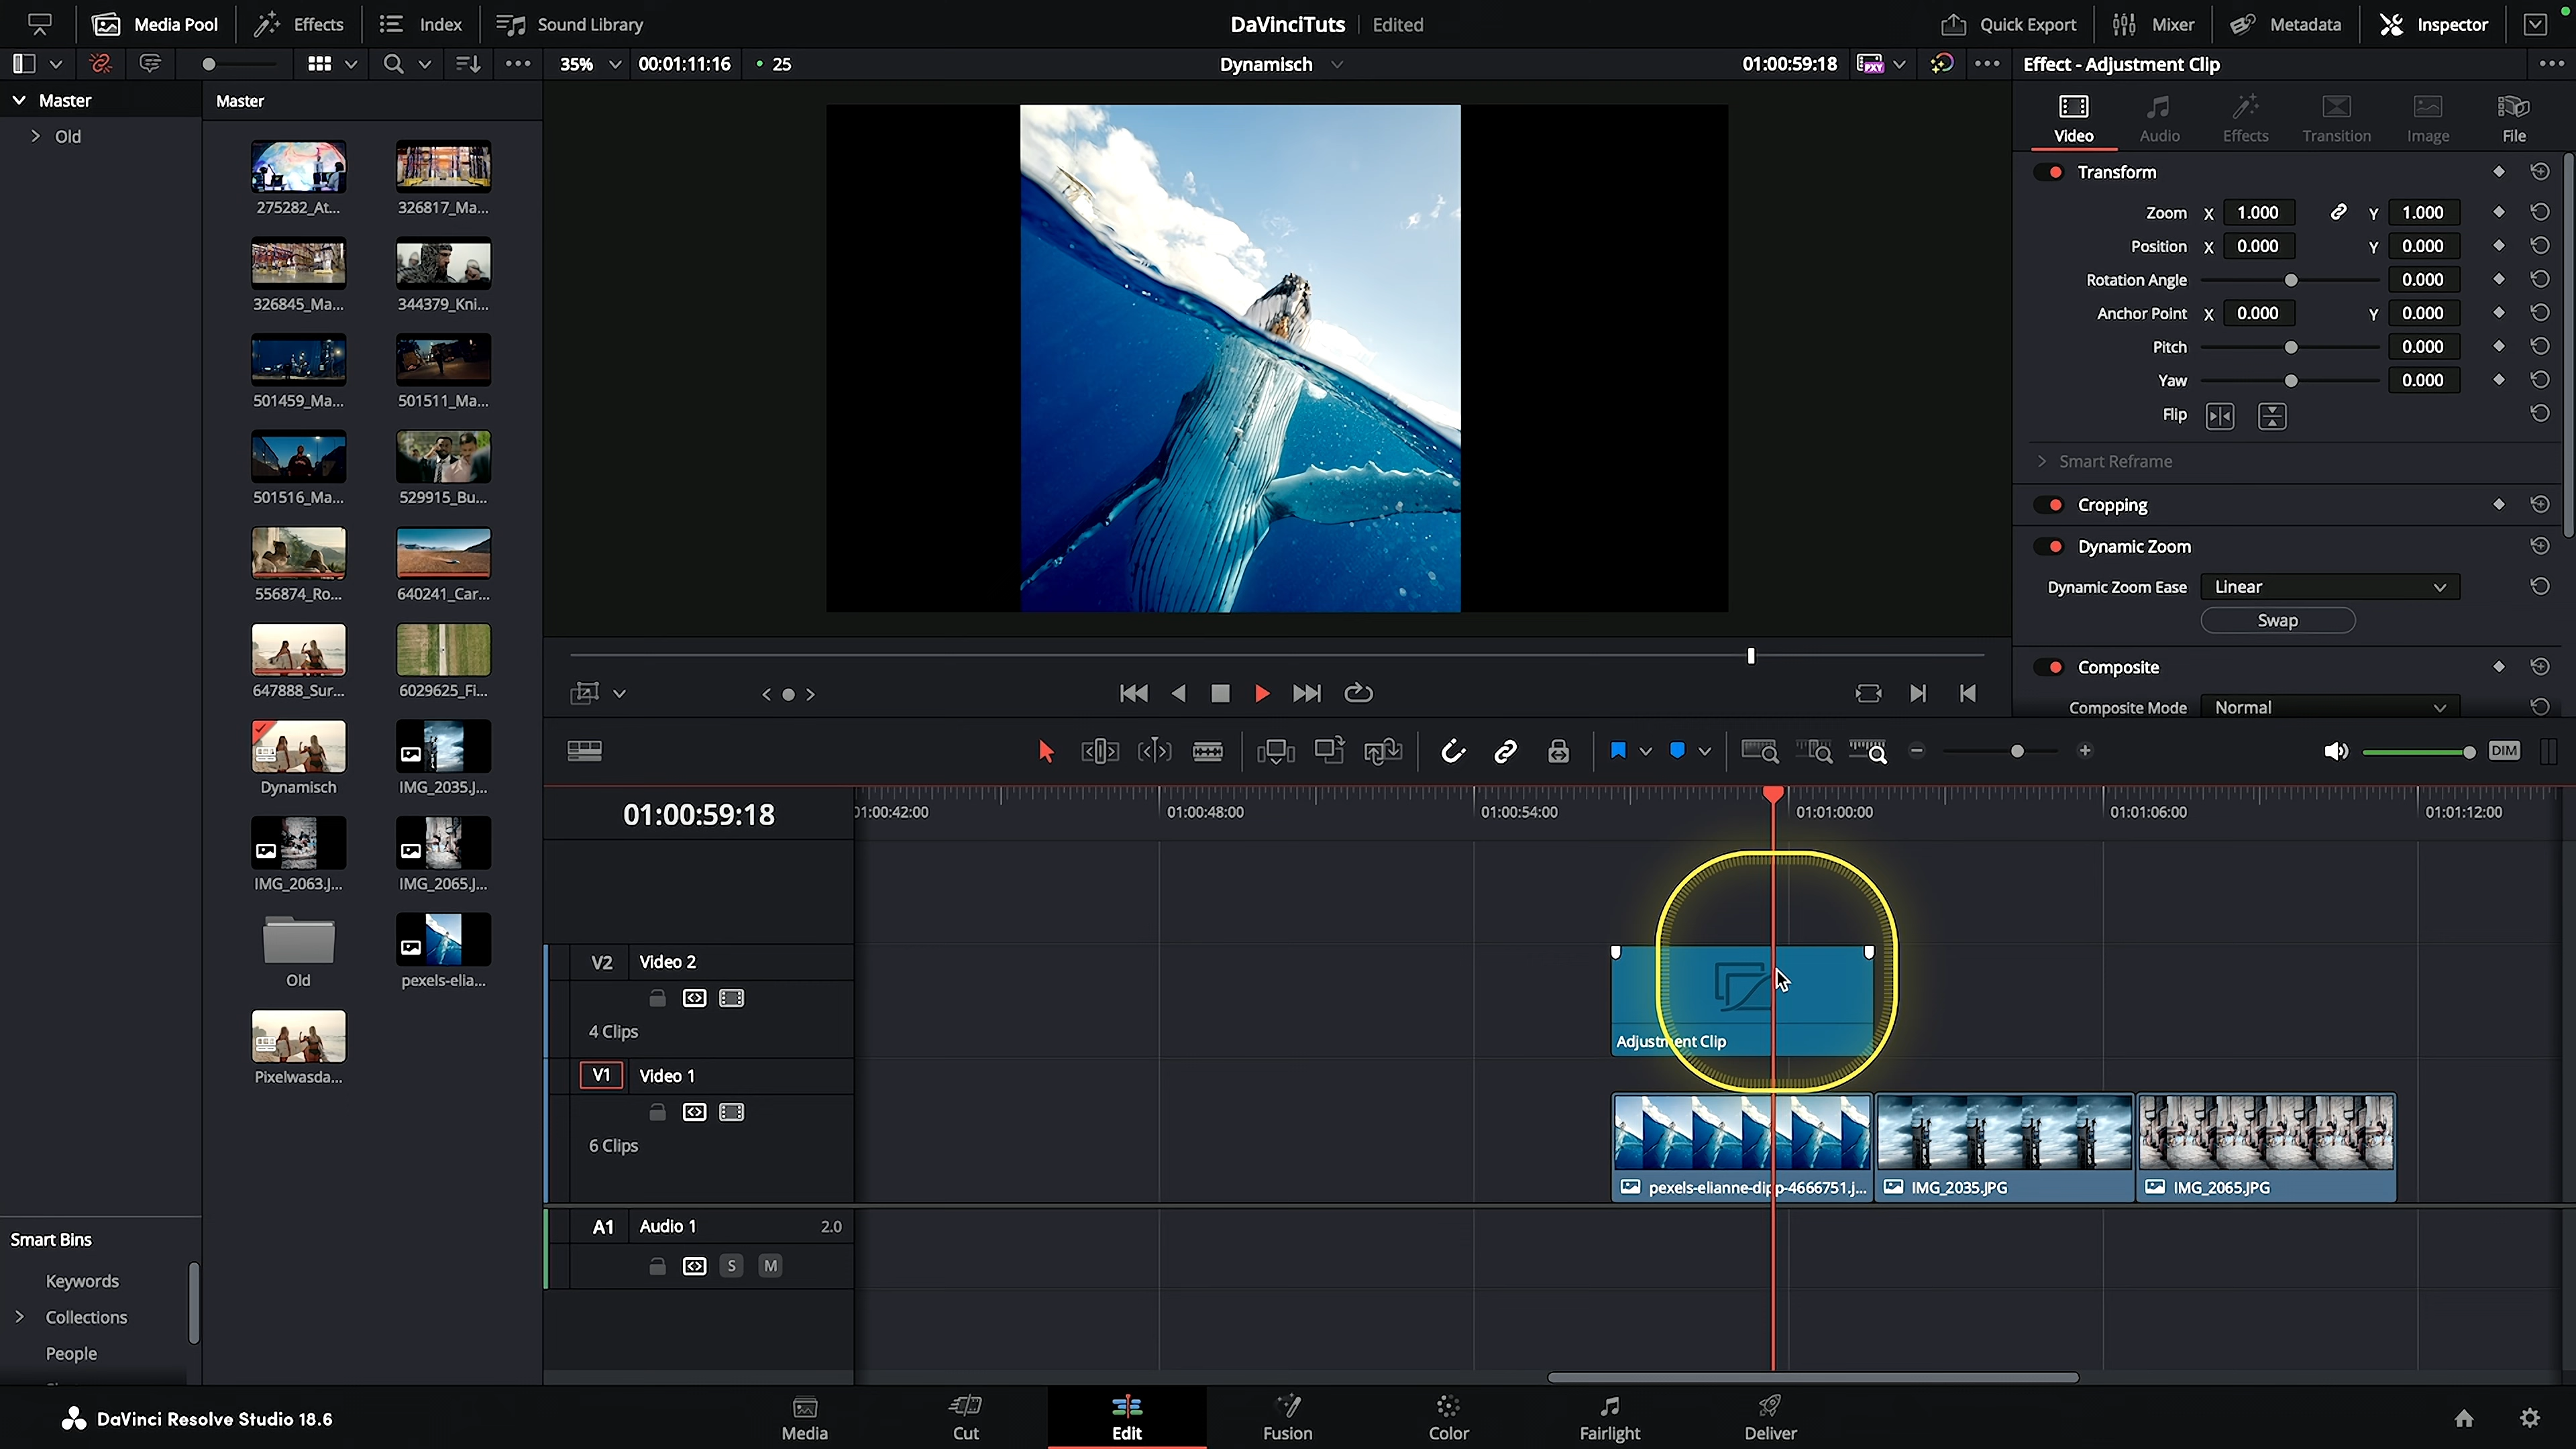 Media Pool Effects Index Sound Library DaVinciTuts Edited Quick Export Mixer Metadata Inspector
35% 00:01:11:16 25 Dynamisch 01:00:59:18 PXY Effect - Adjustment Clip
Master
Old
Master
275282_At... 326817_Ma...
326845_Ma... 344379_Kni...
501459_Ma... 501511_Ma...
501516_Ma... 529915_Bu...
556874_Ro... 640241_Car...
647888_Sur... 6029625_Fi...
Dynamisch IMG_2035.j...
IMG_2063.j... IMG_2065.j...
Old pexels-elia...
Pixelwasda...
Smart Bins
Keywords
Collections
People
Video Audio Effects Transition Image File
Transform
Zoom X 1.000 Y 1.000
Position X 0.000 Y 0.000
Rotation Angle 0.000
Anchor Point X 0.000 Y 0.000
Pitch 0.000
Yaw 0.000
Flip
Smart Reframe
Cropping
Dynamic Zoom
Dynamic Zoom Ease Linear
Swap
Composite
Composite Mode Normal
DIM
01:00:59:18
01:00:42:00 01:00:48:00 01:00:54:00 01:01:00:00 01:01:06:00 01:01:12:00
V2 Video 2
4 Clips
Adjustment Clip
V1 Video 1
6 Clips
pexels-elianne-dipp-4666751.j... IMG_2035.JPG IMG_2065.JPG
A1 Audio 1 2.0
S M
DaVinci Resolve Studio 18.6
Media Cut Edit Fusion Color Fairlight Deliver